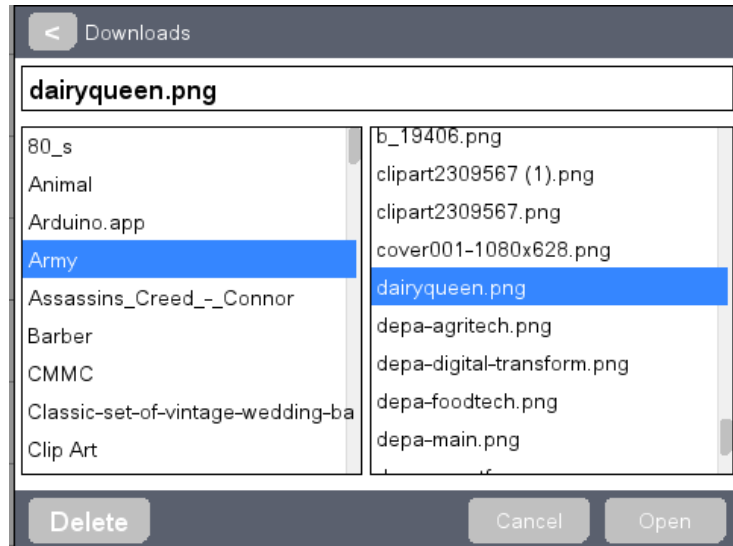 <
Downloads
dairyqueen.png
80_s
Animal
Arduino.app
Army
Assassins_Creed_-_Connor
Barber
CMMC
Classic-set-of-vintage-wedding-ba
Clip Art
b_19406.png
clipart2309567 (1).png
clipart2309567.png
cover001-1080x628.png
dairyqueen.png
depa-agritech.png
depa-digital-transform.png
depa-foodtech.png
depa-main.png
Delete
Cancel
Open